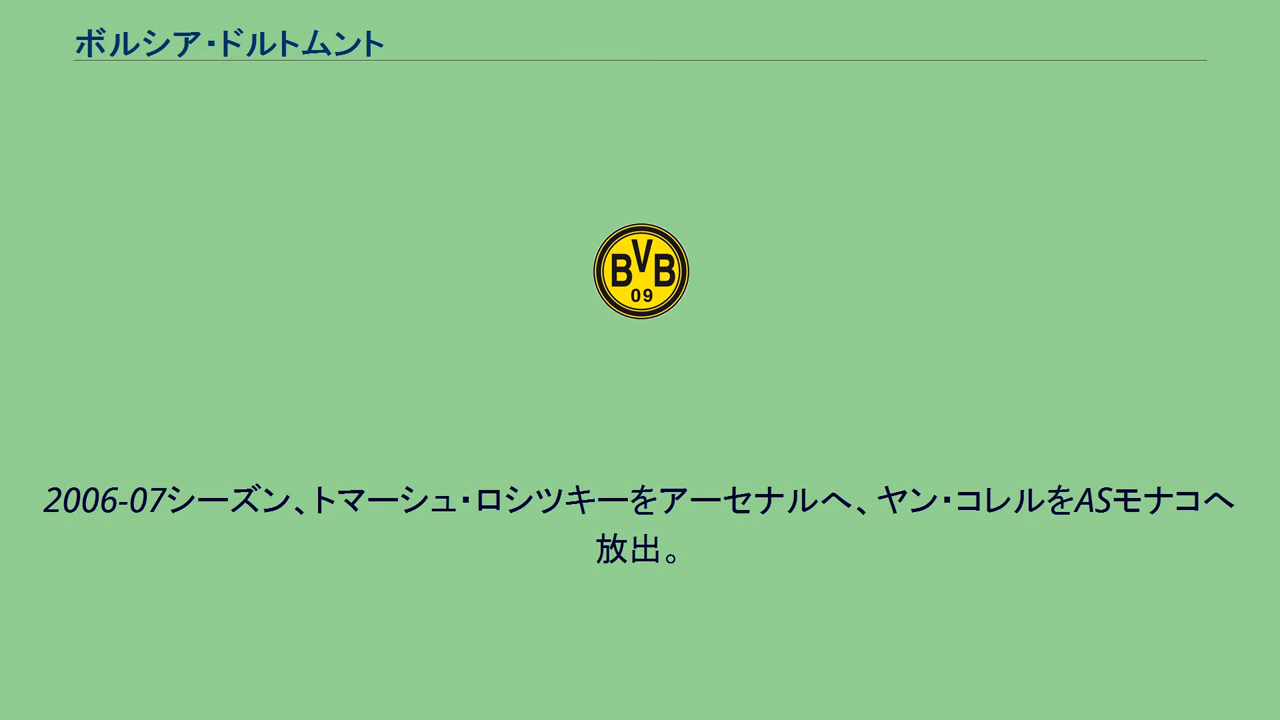 ボルシア・ドルトムント
BVB
09
2006-07シーズン、トマーシュ・ロシツキーをアーセナルへ、ヤン・コレルをASモナコへ
放出。